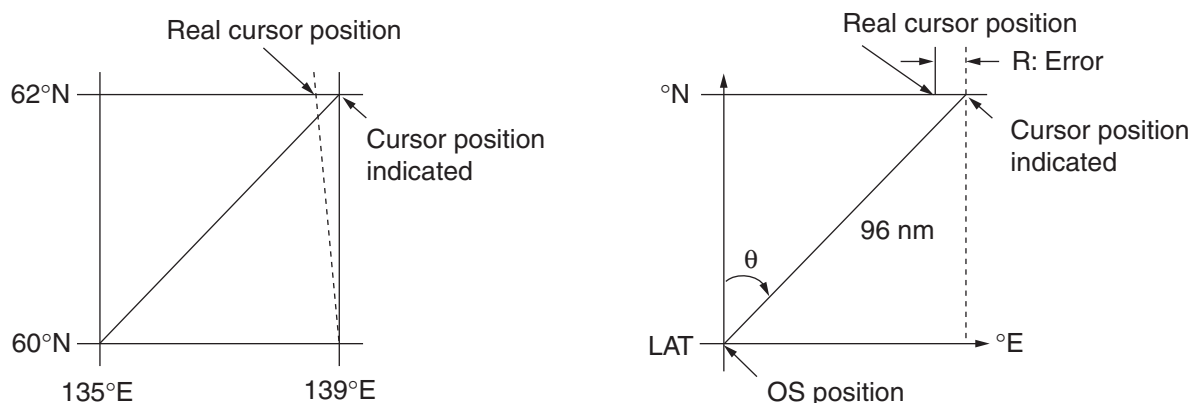 Real cursor position
62°N
Cursor position
indicated
60°N
135°E
139°E
Real cursor position
R: Error
°N
Cursor position
indicated
96 nm
θ
LAT
°E
OS position